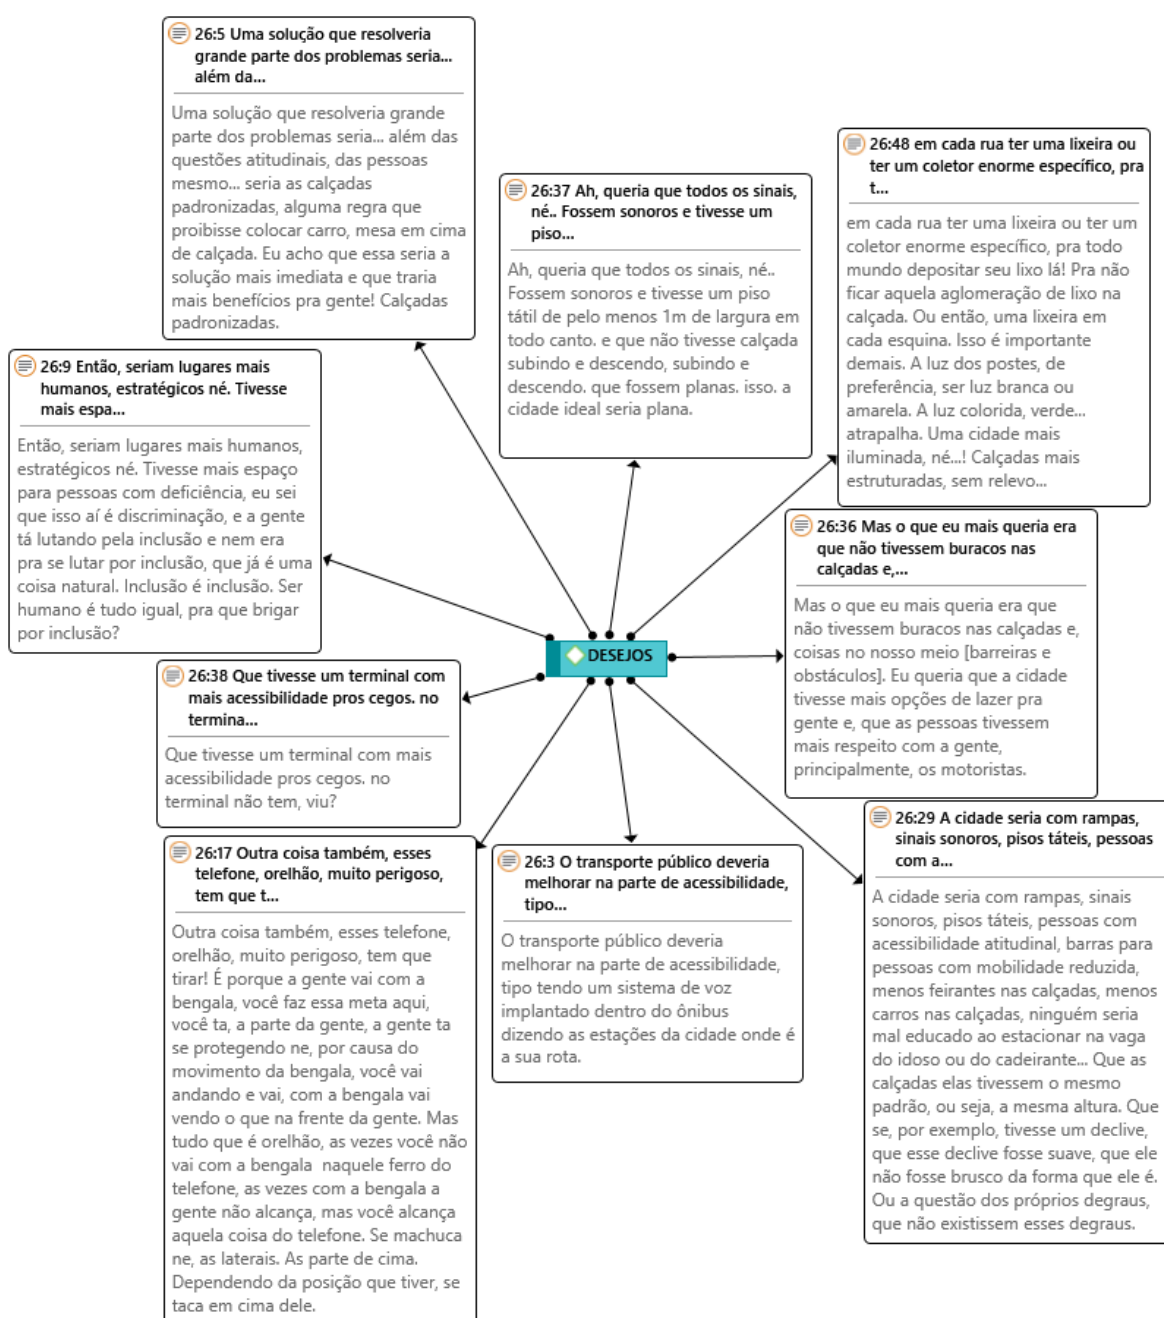 26:5 Uma solução que resolveria
grande parte dos problemas seria...
além da...
Uma solução que resolveria grande
parte dos problemas seria... além das
questões atitudinais, das pessoas
mesmo... seria as calçadas
padronizadas, alguma regra que
proibisse colocar carro, mesa em cima
de calçada. Eu acho que essa seria a
solução mais imediata e que traria
mais benefícios pra gente! Calçadas
padronizadas.
26:37 Ah, queria que todos os sinais,
né.. Fossem sonoros e tivesse um
piso...
Ah, queria que todos os sinais, né..
Fossem sonoros e tivesse um piso
tátil de pelo menos 1m de largura em
todo canto. e que não tivesse calçada
subindo e descendo, subindo e
descendo. que fossem planas. isso. a
cidade ideal seria plana.
26:48 em cada rua ter uma lixeira ou
ter um coletor enorme específico, pra
t...
em cada rua ter uma lixeira ou ter um
coletor enorme específico, pra todo
mundo depositar seu lixo lá! Pra não
ficar aquela aglomeração de lixo na
calçada. Ou então, uma lixeira em
cada esquina. Isso é importante
demais. A luz dos postes, de
preferência, ser luz branca ou
amarela. A luz colorida, verde...
atrapalha. Uma cidade mais
iluminada, né...! Calçadas mais
estruturadas, sem relevo...
26:9 Então, seriam lugares mais
humanos, estratégicos né. Tivesse
mais espa...
Então, seriam lugares mais humanos,
estratégicos né. Tivesse mais espaço
para pessoas com deficiência, eu sei
que isso aí é discriminação, e a gente
tá lutando pela inclusão e nem era
pra se lutar por inclusão, que já é uma
coisa natural. Inclusão é inclusão. Ser
humano é tudo igual, pra que brigar
por inclusão?
26:36 Mas o que eu mais queria era
que não tivessem buracos nas
calçadas e,...
Mas o que eu mais queria era que
não tivessem buracos nas calçadas e,
coisas no nosso meio [barreiras e
obstáculos]. Eu queria que a cidade
tivesse mais opções de lazer pra
gente e, que as pessoas tivessem
mais respeito com a gente,
principalmente, os motoristas.
DESEJOS
26:38 Que tivesse um terminal com
mais acessibilidade pros cegos. no
termina...
Que tivesse um terminal com mais
acessibilidade pros cegos. no
terminal não tem, viu?
26:17 Outra coisa também, esses
telefone, orelhão, muito perigoso,
tem que t...
Outra coisa também, esses telefone,
orelhão, muito perigoso, tem que
tirar! É porque a gente vai com a
bengala, você faz essa meta aqui,
você ta, a parte da gente, a gente ta
se protegendo ne, por causa do
movimento da bengala, você vai
andando e vai, com a bengala vai
vendo o que na frente da gente. Mas
tudo que é orelhão, as vezes você não
vai com a bengala naquele ferro do
telefone, as vezes com a bengala a
gente não alcança, mas você alcança
aquela coisa do telefone. Se machuca
ne, as laterais. As parte de cima.
Dependendo da posição que tiver, se
taca em cima dele.
26:3 O transporte público deveria
melhorar na parte de acessibilidade,
tipo...
O transporte público deveria
melhorar na parte de acessibilidade,
tipo tendo um sistema de voz
implantado dentro do ônibus
dizendo as estações da cidade onde é
a sua rota.
26:29 A cidade seria com rampas,
sinais sonoros, pisos táteis, pessoas
com a...
A cidade seria com rampas, sinais
sonoros, pisos táteis, pessoas com
acessibilidade atitudinal, barras para
pessoas com mobilidade reduzida,
menos feirantes nas calçadas, menos
carros nas calçadas, ninguém seria
mal educado ao estacionar na vaga
do idoso ou do cadeirante... Que as
calçadas elas tivessem o mesmo
padrão, ou seja, a mesma altura. Que
se, por exemplo, tivesse um declive,
que esse declive fosse suave, que ele
não fosse brusco da forma que ele é.
Ou a questão dos próprios degraus,
que não existissem esses degraus.